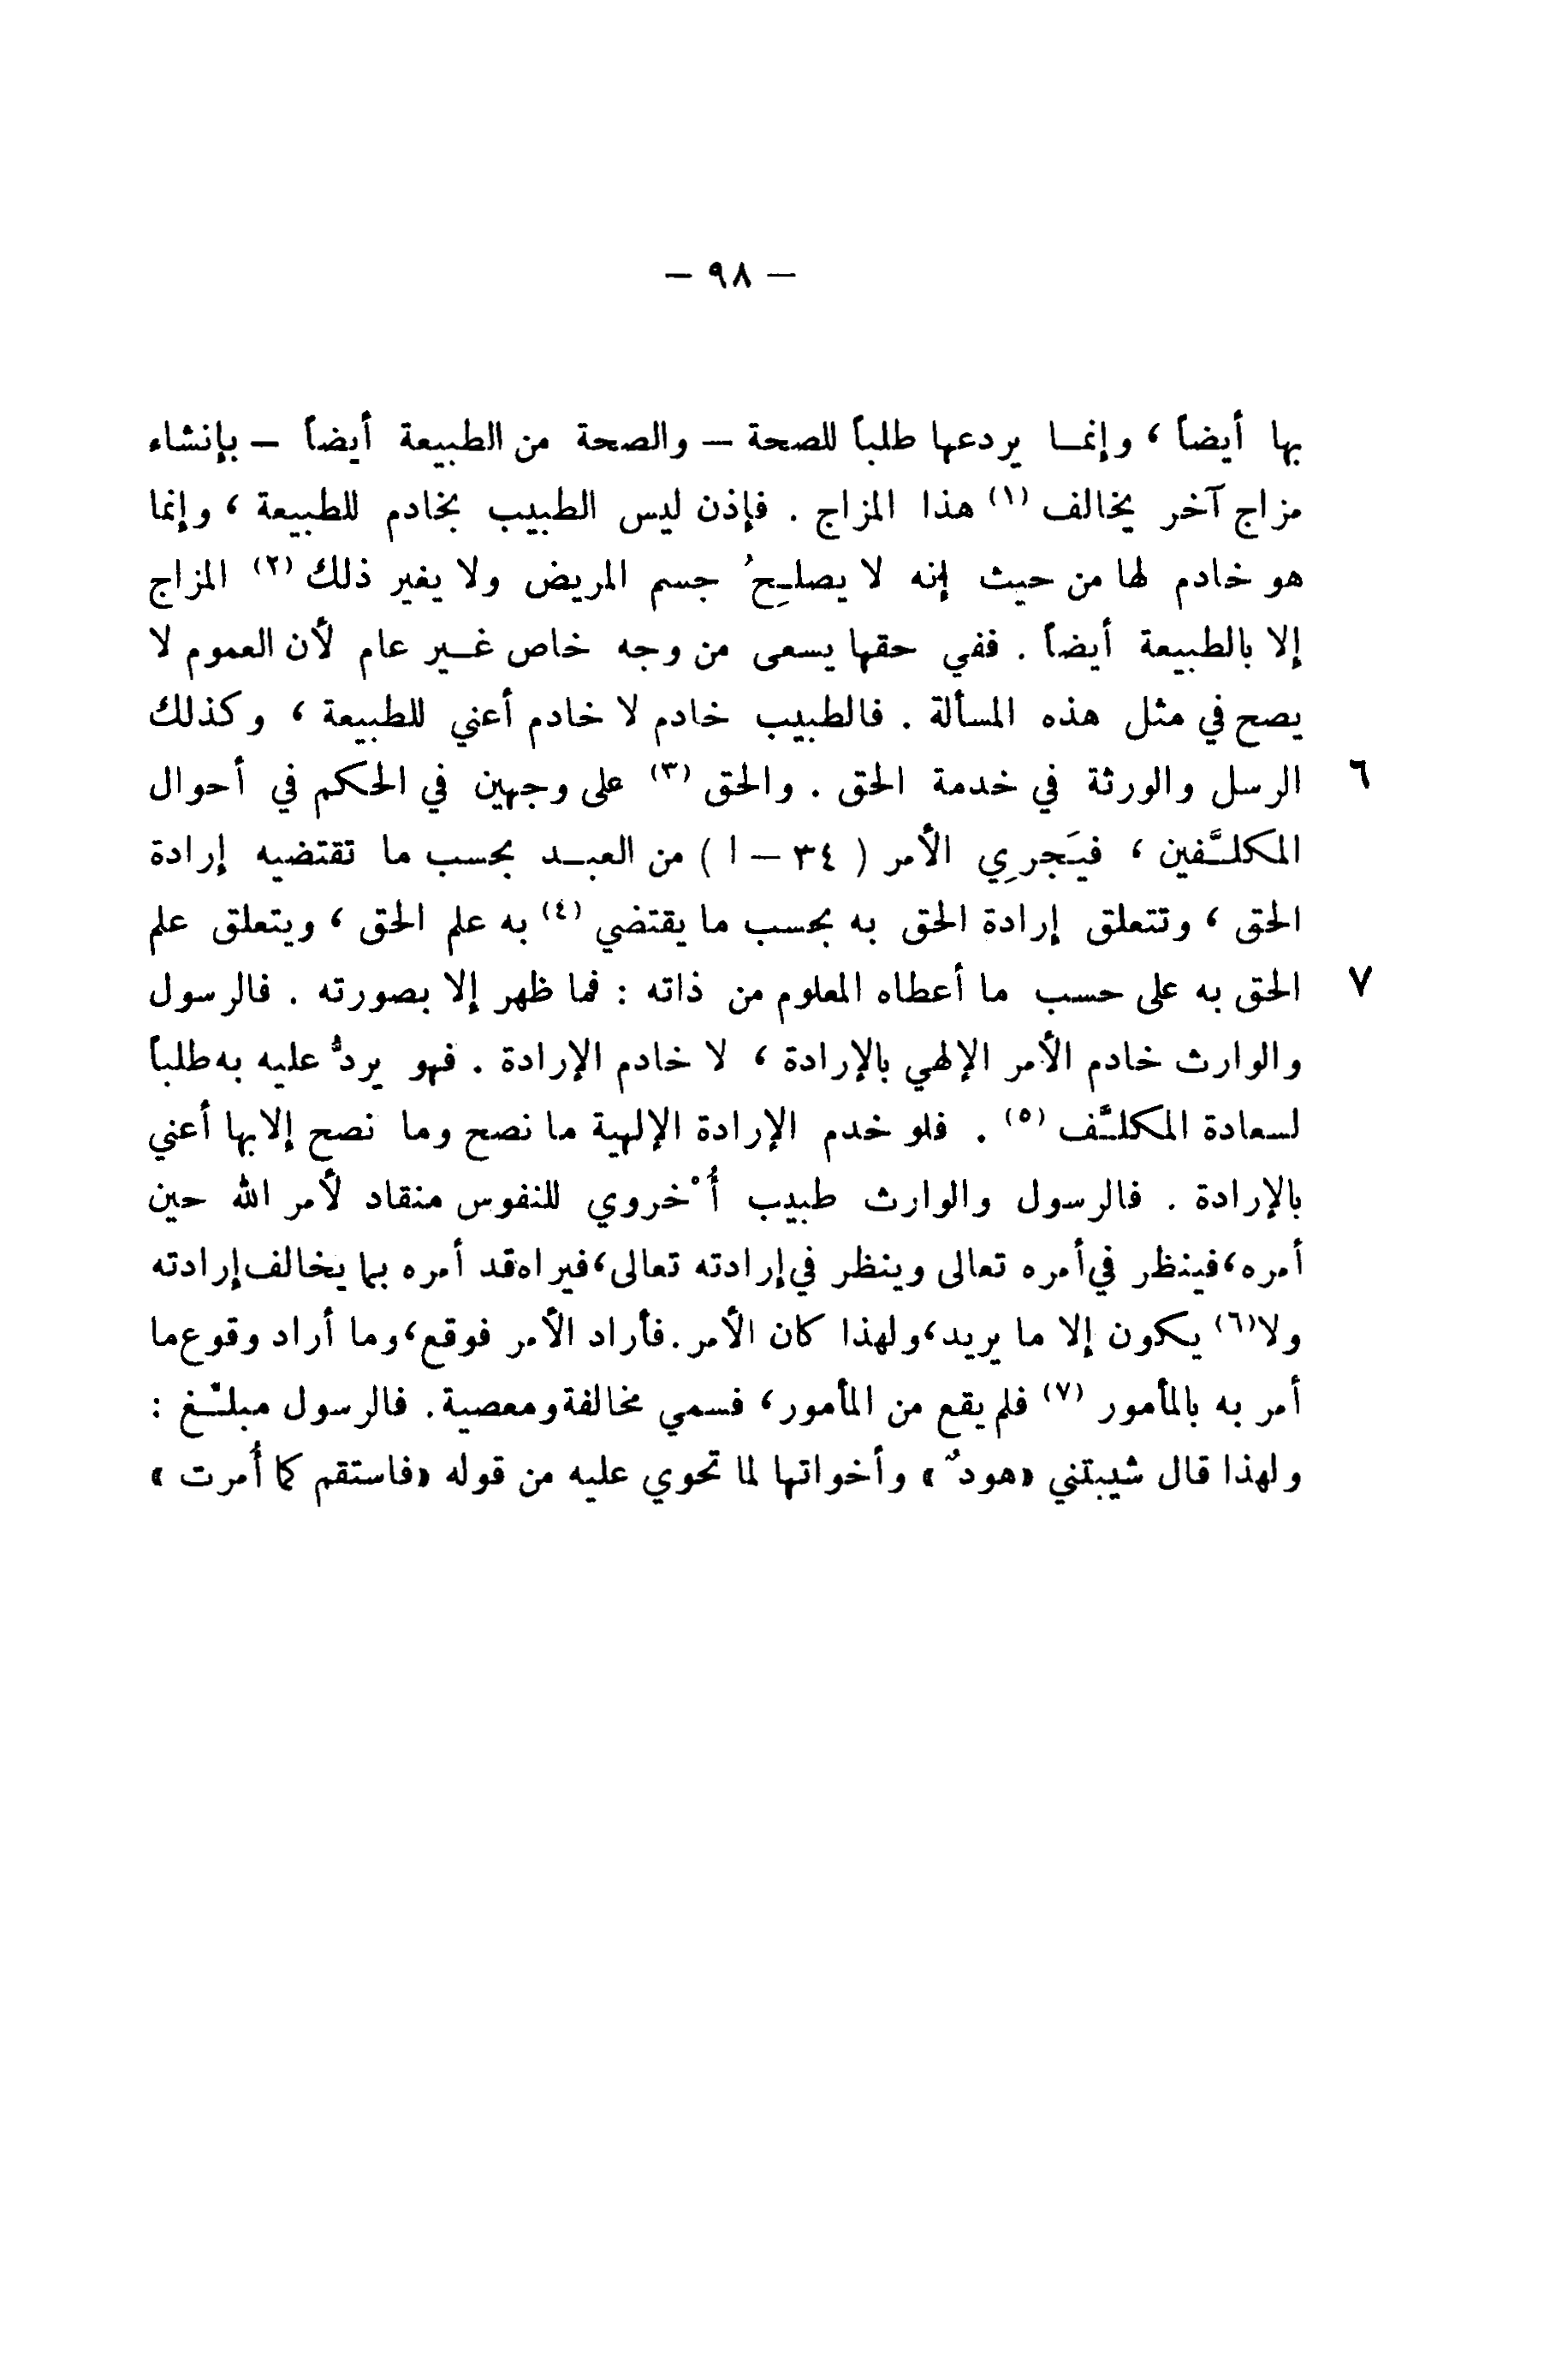 — ٩٨ —
بها أيضاً ، وإنمـا يردعها طلباً للصحة — والصحة من الطبيعة أيضاً — بإنشاء
مزاج آخر يخالف (١) هذا المزاج . فإذن ليس الطبيب بخادم للطبيعة ، وإنما
هو خادم لها من حيث إنه لا يصلِحُ جسم المريض ولا يغير ذلك (٢) المزاج
إلا بالطبيعة أيضاً . ففي حقها يسعى من وجه خاص غـير عام لأن العموم لا
يصح في مثل هذه المسألة . فالطبيب خادم لا خادم أعني للطبيعة ، وكذلك
٦ الرسل والورثة في خدمة الحق . والحق (٣) على وجهين في الحكم في أحوال
المكلَّفين ، فيَجرِي الأمر ( ٣٤ — ا ) من العبـد بحسب ما تقتضيه إرادة
الحق ، وتتعلق إرادة الحق به بحسب ما يقتضي (٤) به علم الحق ، ويتعلق علم
٧ الحق به على حسب ما أعطاه المعلوم من ذاته : فما ظهر إلا بصورته . فالرسول
والوارث خادم الأمر الإلهي بالإرادة ، لا خادم الإرادة . فهو يردُّ عليه به طلباً
لسعادة المكلَّف (٥) . فلو خدم الإرادة الإلهية ما نصح وما نصح إلا بها أعني
بالإرادة . فالرسول والوارث طبيب أُخْروي للنفوس منقاد لأمر الله حين
أمره ، فينظر في أمره تعالى وينظر في إرادته تعالى ، فيراه قد أمره بما يخالف إرادته
ولا (٦) يكون إلا ما يريد ، ولهذا كان الأمر . فأراد الأمر فوقع ، وما أراد وقوع ما
أمر به بالمأمور (٧) فلم يقع من المأمور ، فسمي مخالفة ومعصية . فالرسول مبلـّغ :
ولهذا قال شيبتني «هودٌ» وأخواتها لما تحوي عليه من قوله «فاستقم كما أُمرت »